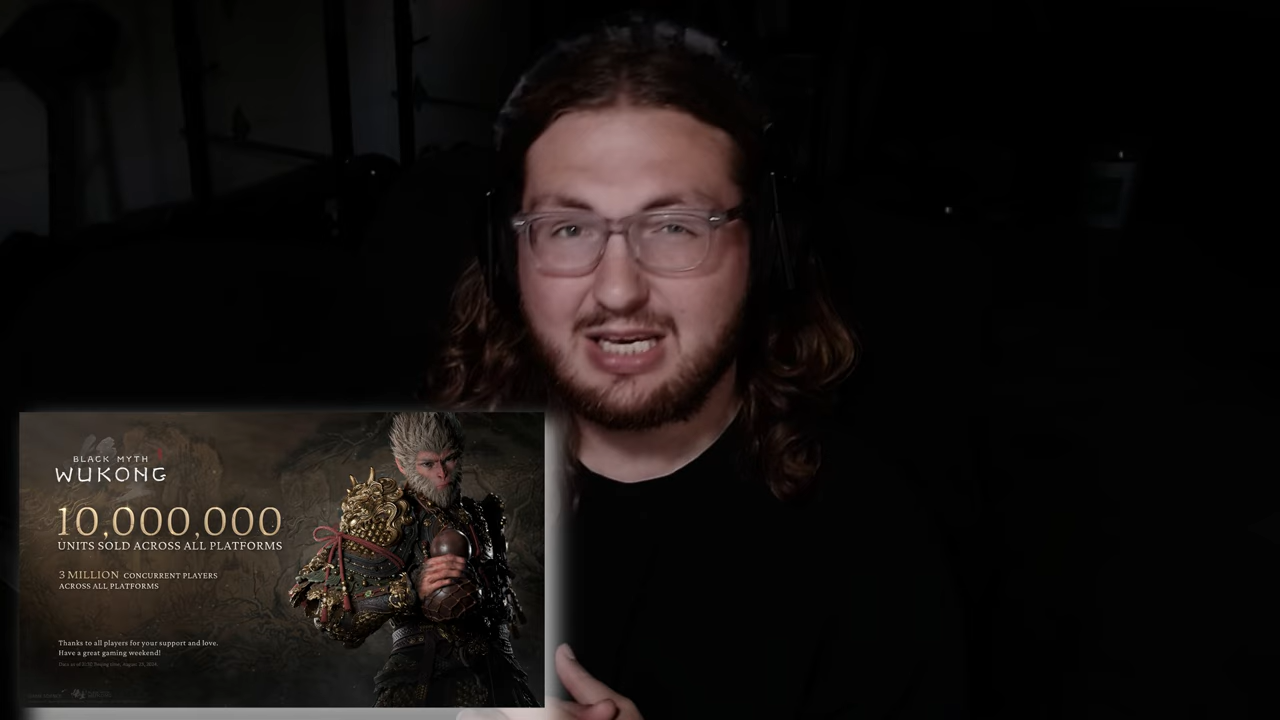 BLACK MYTH
WUKONG
10,000,000
UNITS SOLD ACROSS ALL PLATFORMS
3 MILLION CONCURRENT PLAYERS
ACROSS ALL PLATFORMS
Thanks to all players for your support and love.
Have a great gaming weekend!